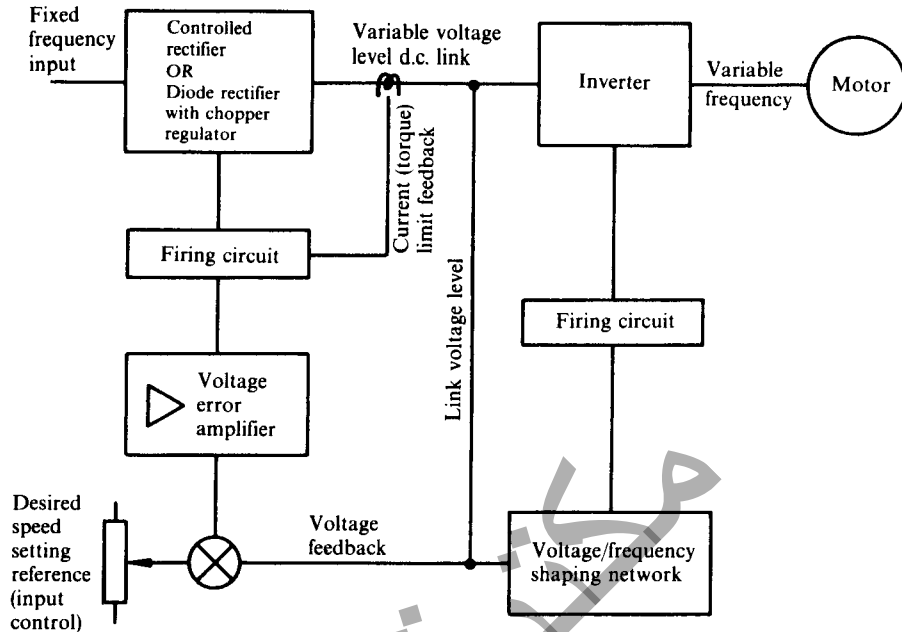 Fixed
frequency
input
Controlled
rectifier
OR
Diode rectifier
with chopper
regulator
Variable voltage
level d.c. link
Inverter
Variable
frequency
Motor
Current (torque)
limit feedback
Firing circuit
Link voltage level
Firing circuit
Voltage
error
amplifier
Desired
speed
setting
reference
(input
control)
Voltage
feedback
Voltage/frequency
shaping network